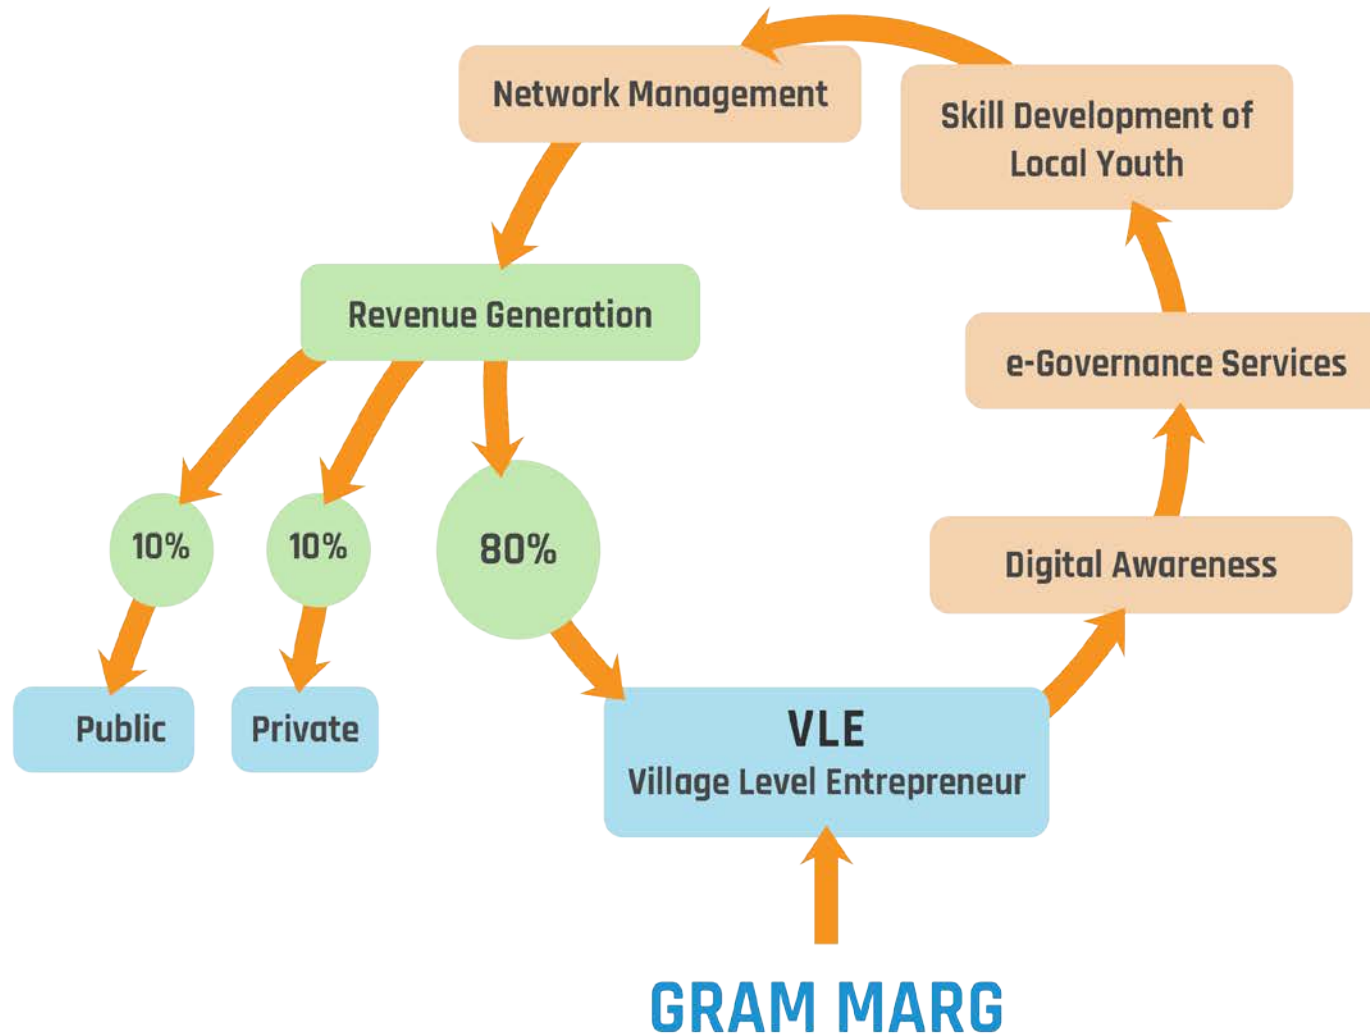 Network Management
Skill Development of
Local Youth
Revenue Generation
e-Governance Services
10%
10%
80%
Digital Awareness
Public
Private
VLE
Village Level Entrepreneur
GRAM MARG